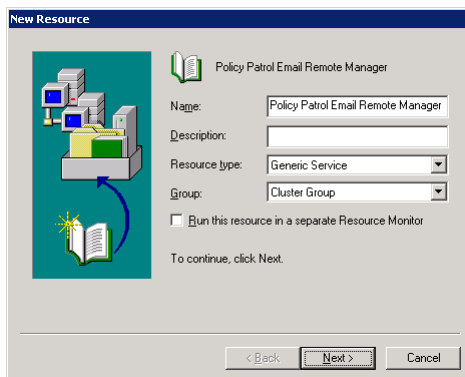 New Resource
Policy Patrol Email Remote Manager
Name: Policy Patrol Email Remote Manager
Description:
Resource type: Generic Service
Group: Cluster Group
Run this resource in a separate Resource Monitor
To continue, click Next.
< Back Next > Cancel